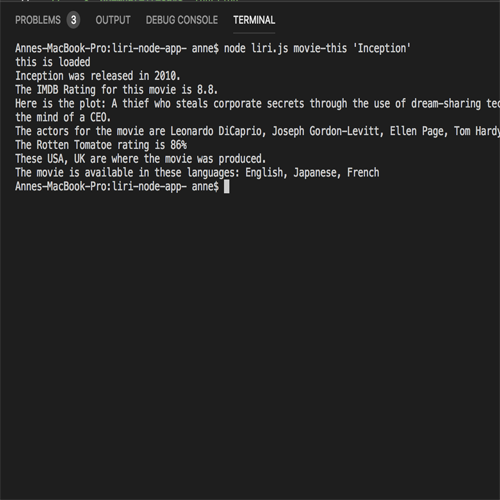 PROBLEMS 3 OUTPUT DEBUG CONSOLE TERMINAL
Annes-MacBook-Pro:liri-node-app- anne$ node liri.js movie-this 'Inception'
this is loaded
Inception was released in 2010.
The IMDB Rating for this movie is 8.8.
Here is the plot: A thief who steals corporate secrets through the use of dream-sharing tec
the mind of a CEO.
The actors for the movie are Leonardo DiCaprio, Joseph Gordon-Levitt, Ellen Page, Tom Hardy
The Rotten Tomatoe rating is 86%
These USA, UK are where the movie was produced.
The movie is available in these languages: English, Japanese, French
Annes-MacBook-Pro:liri-node-app- anne$